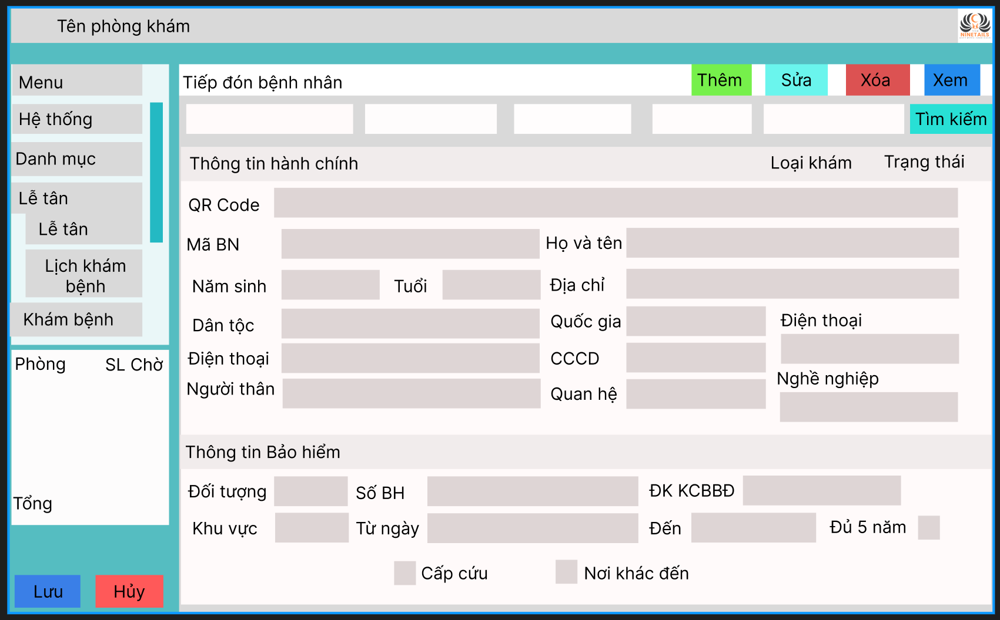 Tên phòng khám
NINETAILS
Menu
Hệ thống
Danh mục
Lễ tân
Lễ tân
Lịch khám
bệnh
Khám bệnh
Phòng SL Chờ
Tổng
Lưu Hủy
Tiếp đón bệnh nhân Thêm Sửa Xóa Xem
Tìm kiếm
Thông tin hành chính Loại khám Trạng thái
QR Code
Mã BN Họ và tên
Năm sinh Tuổi Địa chỉ
Dân tộc Quốc gia Điện thoại
Điện thoại CCCD
Người thân Quan hệ Nghề nghiệp
Thông tin Bảo hiểm
Đối tượng Số BH ĐK KCBBĐ
Khu vực Từ ngày Đến Đủ 5 năm
Cấp cứu Nơi khác đến